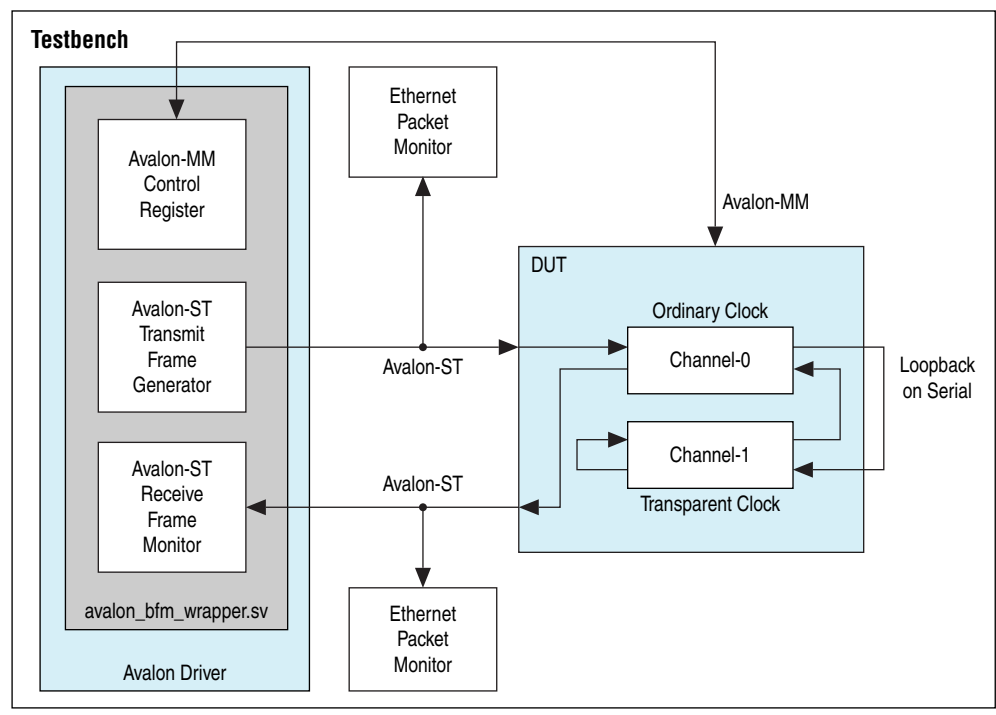 Testbench
Avalon-MM
Control
Register
Avalon-ST
Transmit
Frame
Generator
Avalon-ST
Receive
Frame
Monitor
avalon_bfm_wrapper.sv
Avalon Driver
Ethernet
Packet
Monitor
Avalon-ST
Avalon-ST
Ethernet
Packet
Monitor
Avalon-MM
DUT
Ordinary Clock
Channel-0
Channel-1
Transparent Clock
Loopback
on Serial